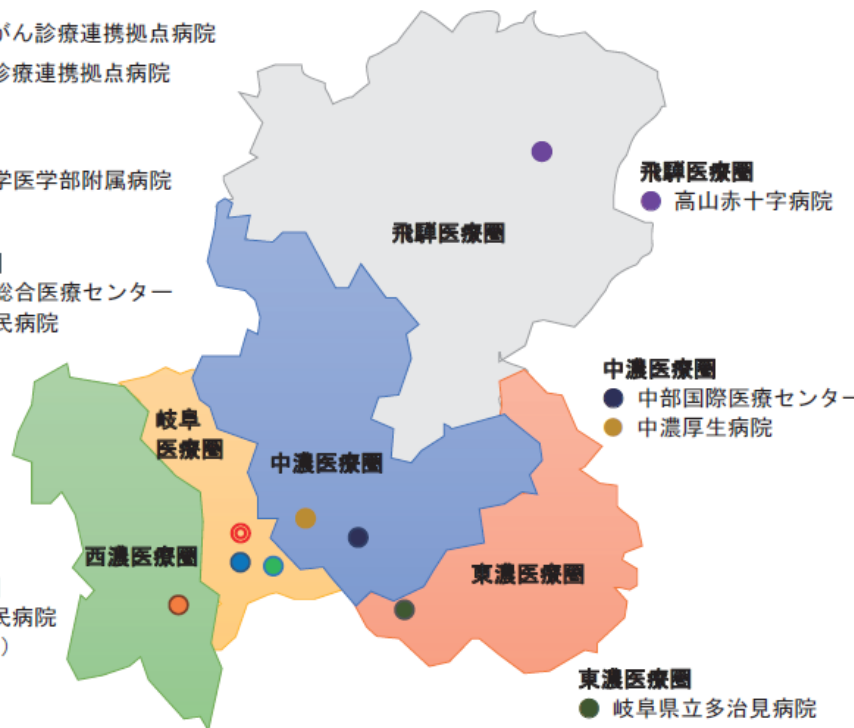 がん診療連携拠点病院
診療連携拠点病院
学医学部附属病院
総合医療センター
民病院
飛騨医療圏
高山赤十字病院
飛騨医療圏
中濃医療圏
中部国際医療センター
中濃厚生病院
岐阜
医療圏
中濃医療圏
西濃医療圏
東濃医療圏
民病院
)
東濃医療圏
岐阜県立多治見病院